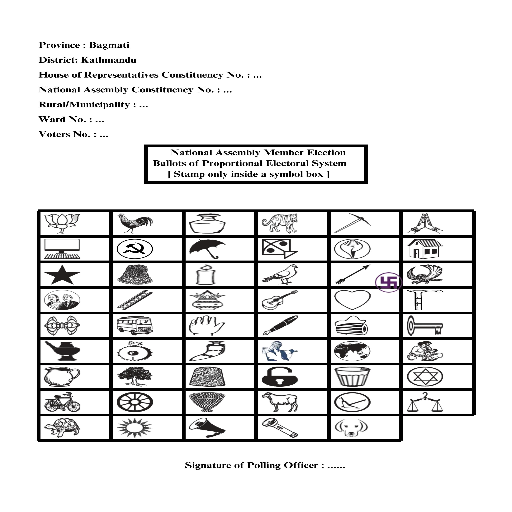 Province : Bagmati
District: Kathmandu
House of Representatives Constituency No. : ...
National Assembly Constituency No. : ...
Rural/Municipality : ...
Ward No. : ...
Voters No. : ...
National Assembly Member Election
Ballots of Proportional Electoral System
[ Stamp only inside a symbol box ]
Signature of Polling Officer : ......